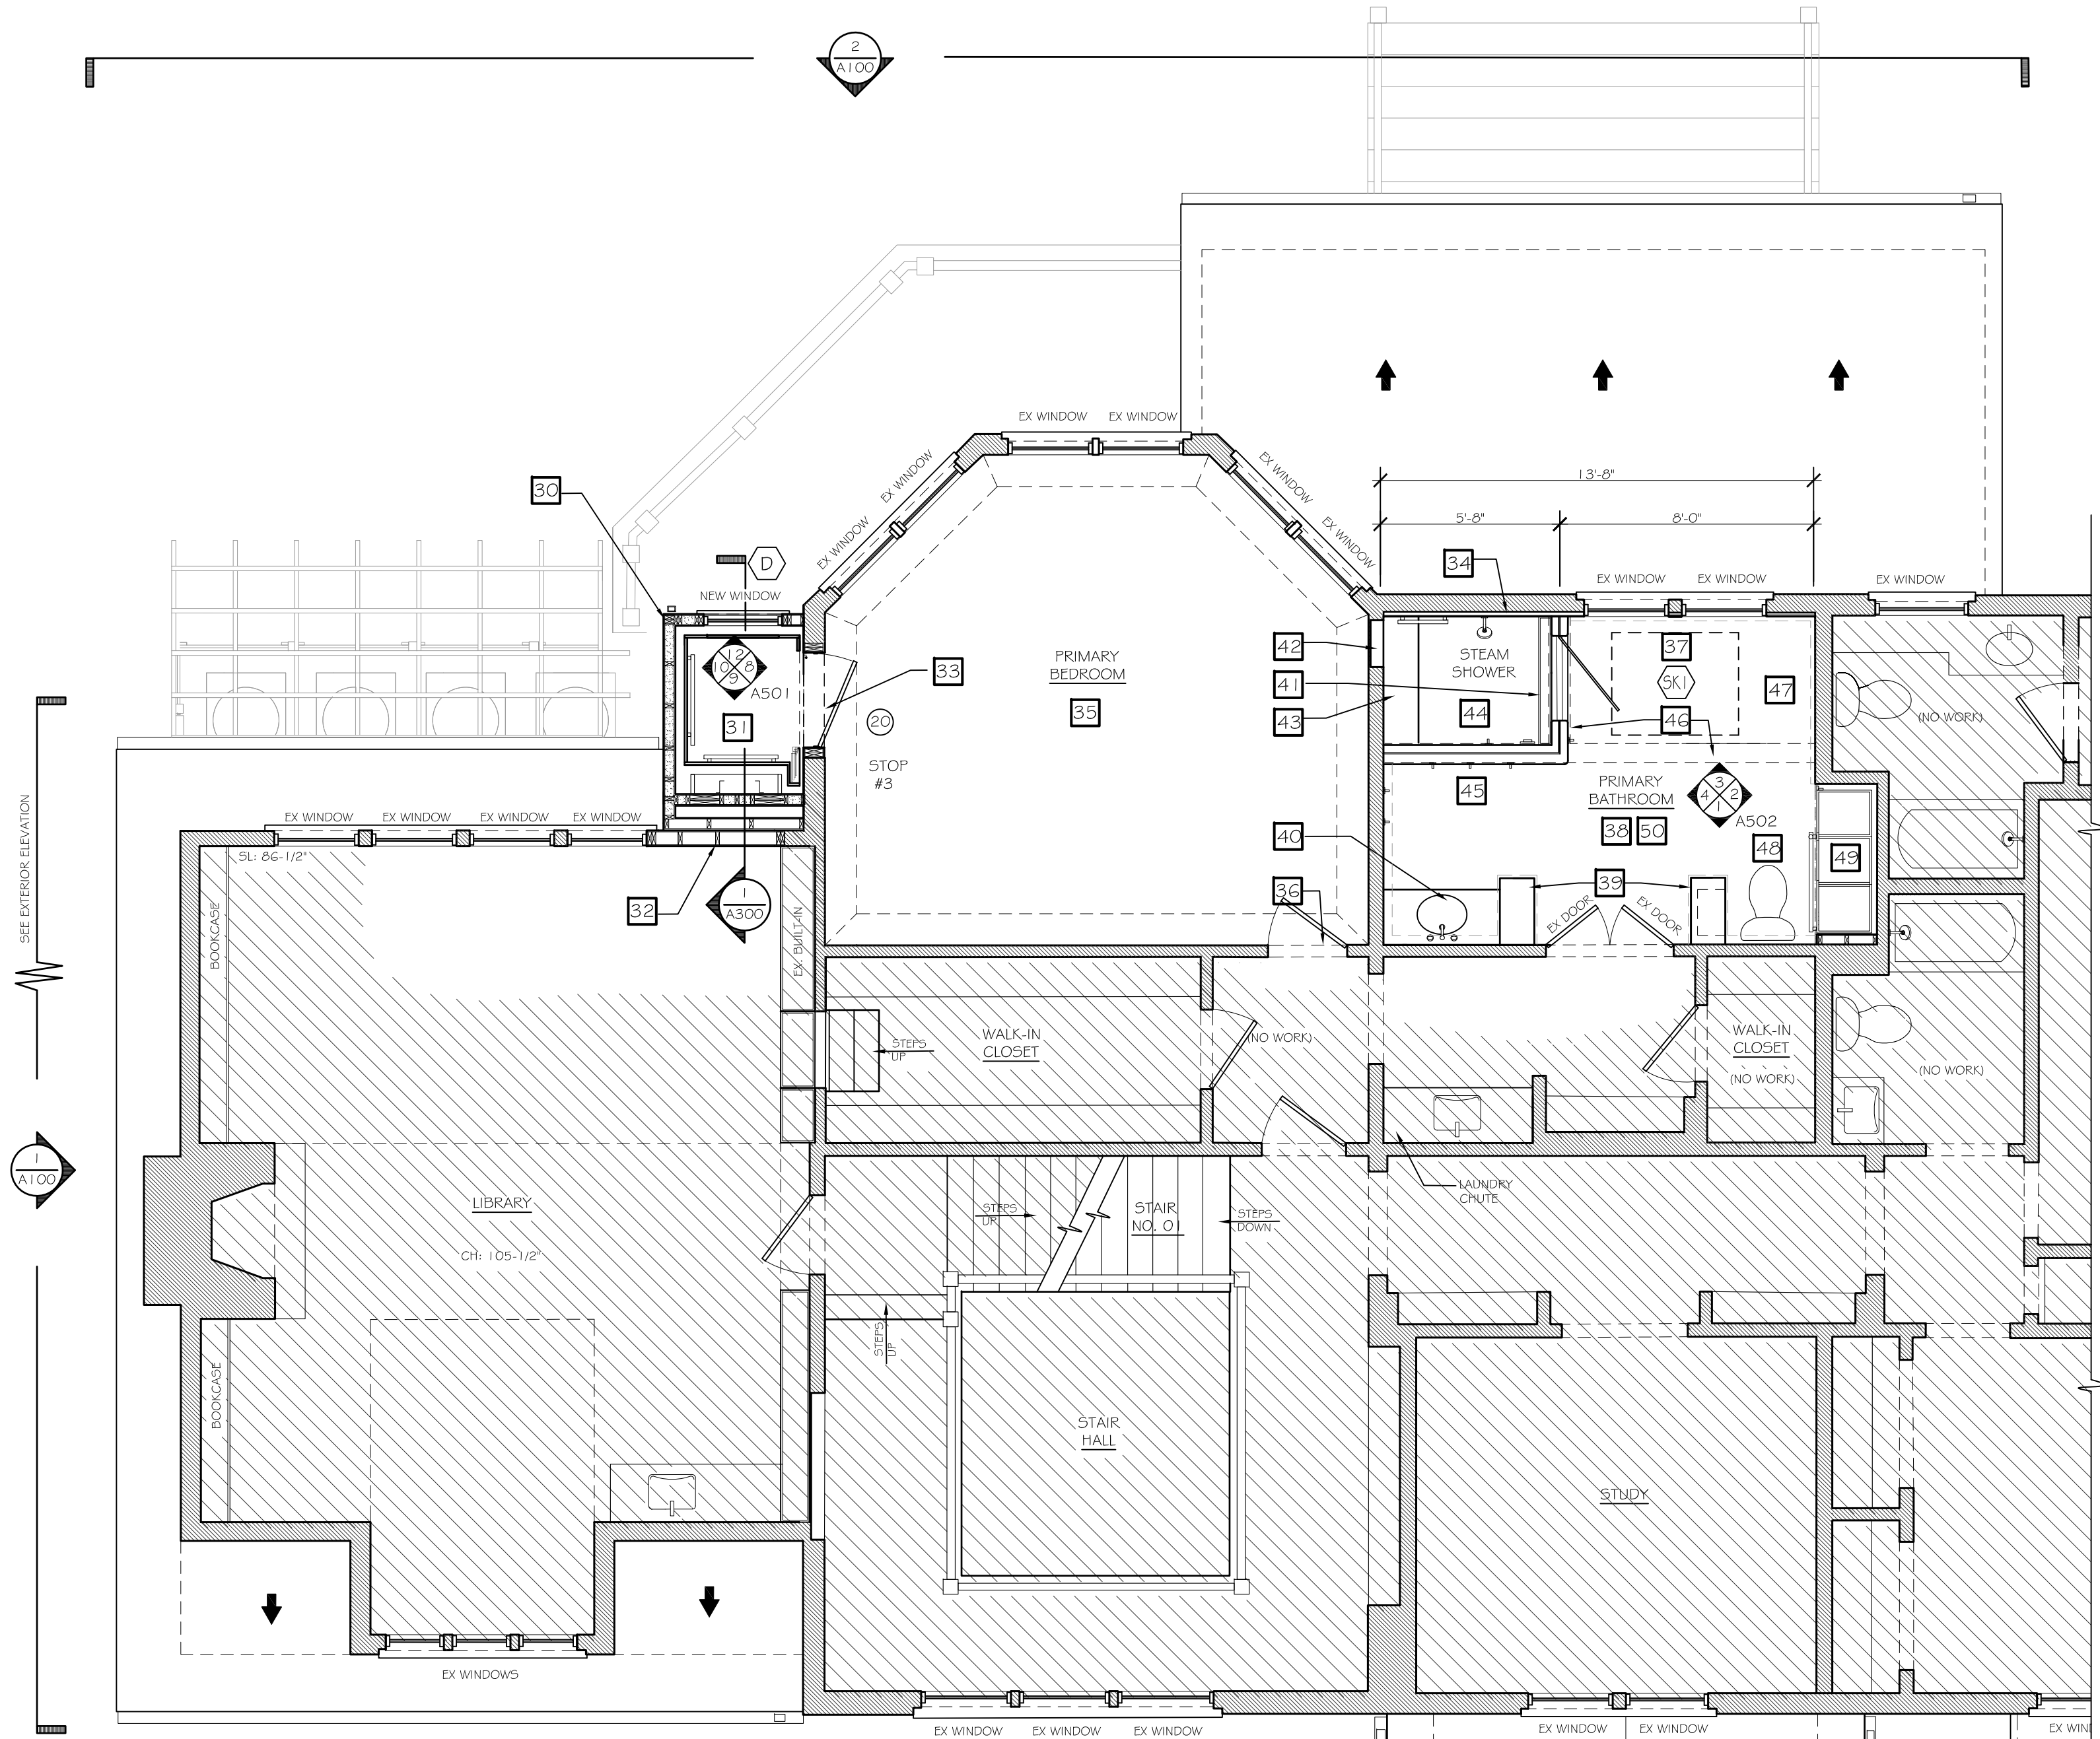 2
A100
EX WINDOW
EX WINDOW
EX WINDOW
EX WINDOW
EX WINDOW
EX WINDOW
13'-8"
5'-8"
8'-0"
30
D
NEW WINDOW
34
EX WINDOW
EX WINDOW
EX WINDOW
12
10
8
9
A501
31
33
20
STOP
#3
PRIMARY
BEDROOM
35
42
41
43
STEAM
SHOWER
44
37
SK1
46
47
(NO WORK)
45
PRIMARY
BATHROOM
38
50
3
4
2
1
A502
48
49
40
39
36
EX DOOR
EX DOOR
SEE EXTERIOR ELEVATION
EX WINDOW
EX WINDOW
EX WINDOW
EX WINDOW
SL: 86-1/2"
32
1
A300
BOOKCASE
EX. BUILT-IN
STEPS
UP
WALK-IN
CLOSET
(NO WORK)
WALK-IN
CLOSET
(NO WORK)
(NO WORK)
1
A100
LIBRARY
CH: 105-1/2"
STEPS
UP
STAIR
NO. 01
STEPS
DOWN
LAUNDRY
CHUTE
STEPS
UP
BOOKCASE
STAIR
HALL
STUDY
EX WINDOWS
EX WINDOW
EX WINDOW
EX WINDOW
EX WINDOW
EX WINDOW
EX WIN